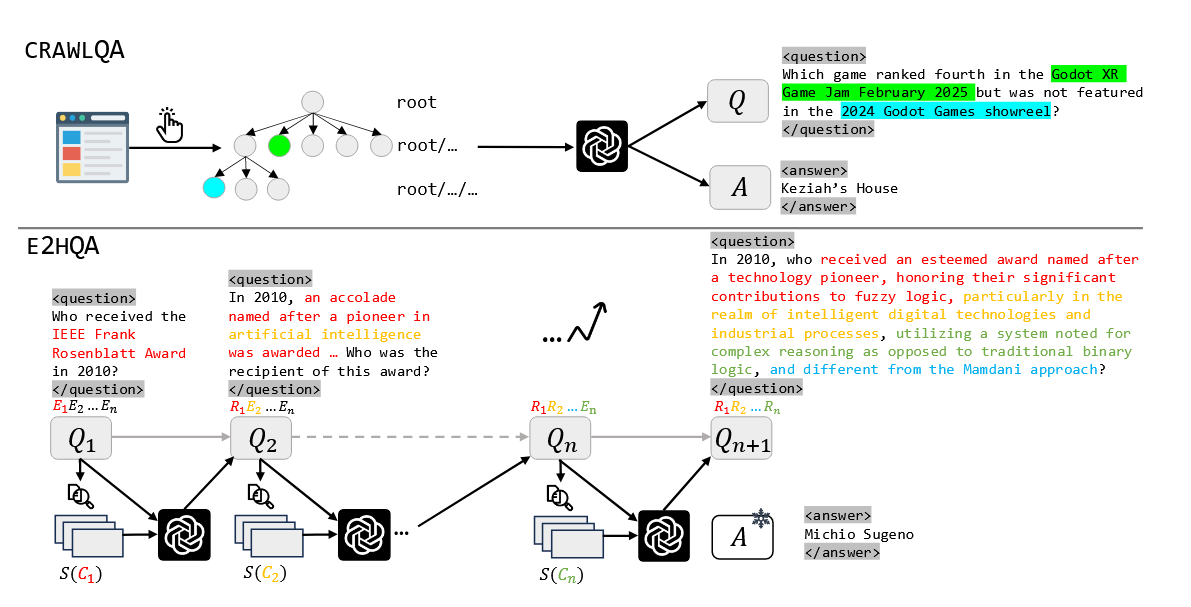 CRAWLQA
root
root/…
root/…/…
Q
A
<question>
Which game ranked fourth in the Godot XR
Game Jam February 2025 but was not featured
in the 2024 Godot Games showreel?
</question>
<answer>
Keziah’s House
</answer>
E2HQA
<question>
Who received the
IEEE Frank
Rosenblatt Award
in 2010?
</question>
E1E2 …En
Q1
S(C1)
<question>
In 2010, an accolade
named after a pioneer in
artificial intelligence
was awarded … Who was the
recipient of this award?
</question>
R1E2 …En
Q2
S(C2)
…
...
R1R2 …En
Qn
S(Cn)
<question>
In 2010, who received an esteemed award named after
a technology pioneer, honoring their significant
contributions to fuzzy logic, particularly in the
realm of intelligent digital technologies and
industrial processes, utilizing a system noted for
complex reasoning as opposed to traditional binary
logic, and different from the Mamdani approach?
</question>
R1R2 …Rn
Qn+1
A
<answer>
Michio Sugeno
</answer>